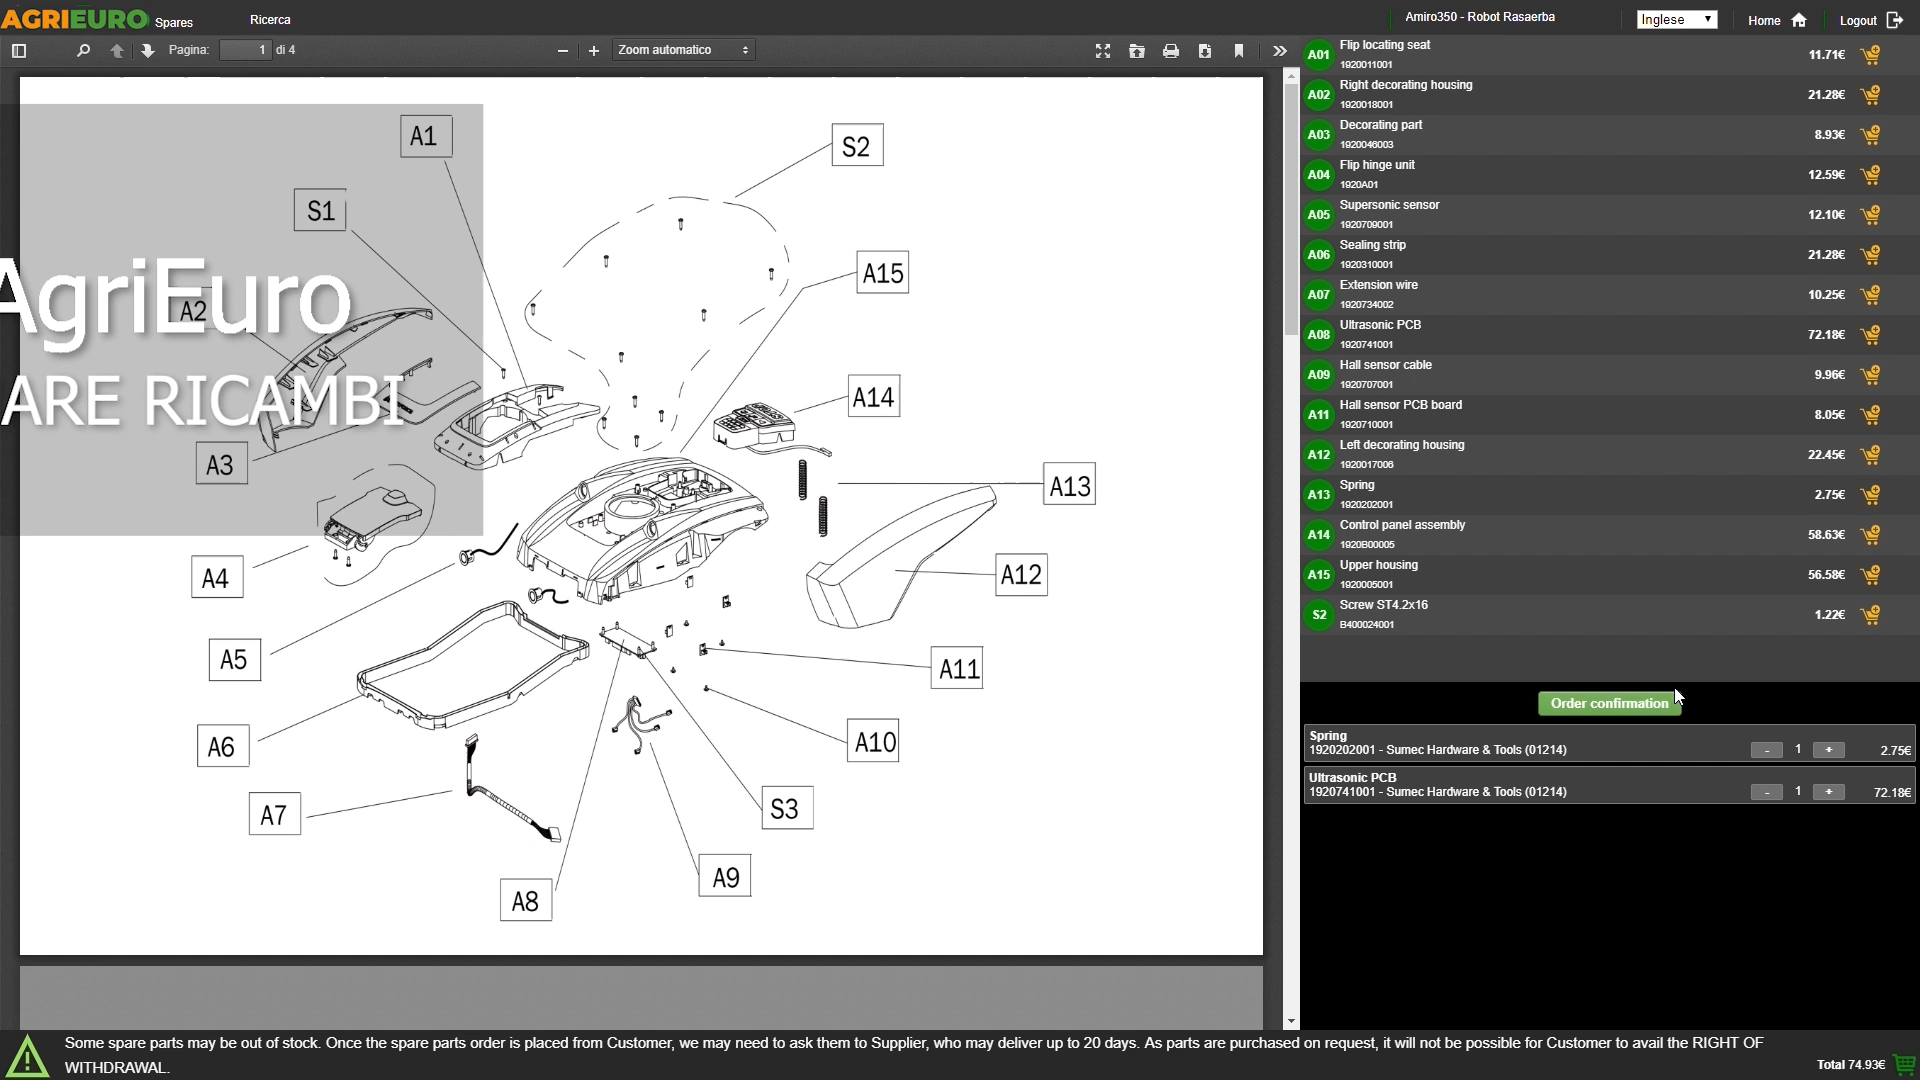 AGRIEURO Spares
Ricerca
Amiro350 - Robot Rasaerba
Inglese
Home
Logout
Pagina: 1 di 4
Zoom automatico
A1
S1
S2
A2
A15
A3
A14
A4
A13
A5
A12
A6
A11
A7
A10
S3
A8
A9
AgriEuro
ARE RICAMBI
A01 Flip locating seat 11.71€
1920011001
A02 Right decorating housing 21.28€
1920018001
A03 Decorating part 8.93€
1920046003
A04 Flip hinge unit 12.59€
1920A01
A05 Supersonic sensor 12.10€
1920709001
A06 Sealing strip 21.28€
1920310001
A07 Extension wire 10.25€
1920734002
A08 Ultrasonic PCB 72.18€
1920741001
A09 Hall sensor cable 9.96€
1920707001
A11 Hall sensor PCB board 8.05€
1920710001
A12 Left decorating housing 22.45€
1920017006
A13 Spring 2.75€
1920202001
A14 Control panel assembly 58.63€
1920B00005
A15 Upper housing 56.58€
1920005001
S2 Screw ST4.2x16 1.22€
B400024001
Order confirmation
Spring
1920202001 - Sumec Hardware & Tools (01214) - 1 + 2.75€
Ultrasonic PCB
1920741001 - Sumec Hardware & Tools (01214) - 1 + 72.18€
Some spare parts may be out of stock. Once the spare parts order is placed from Customer, we may need to ask them to Supplier, who may deliver up to 20 days. As parts are purchased on request, it will not be possible for Customer to avail the RIGHT OF
WITHDRAWAL.
Total 74.93€